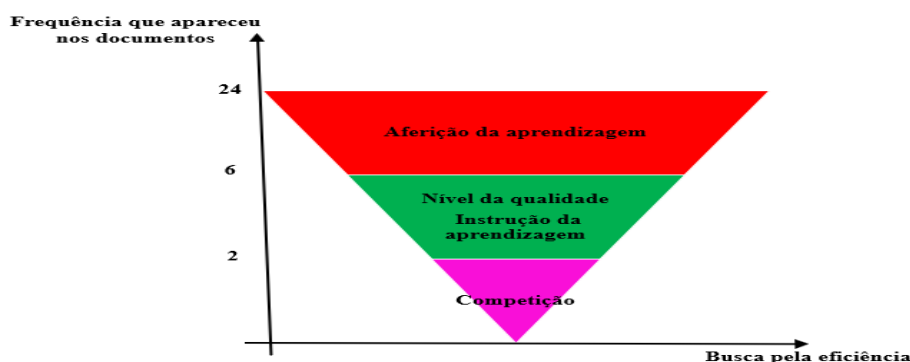 Frequência que apareceu
nos documentos
24
Aferição da aprendizagem
6
Nível da qualidade
Instrução da
aprendizagem
2
Competição
Busca pela eficiência